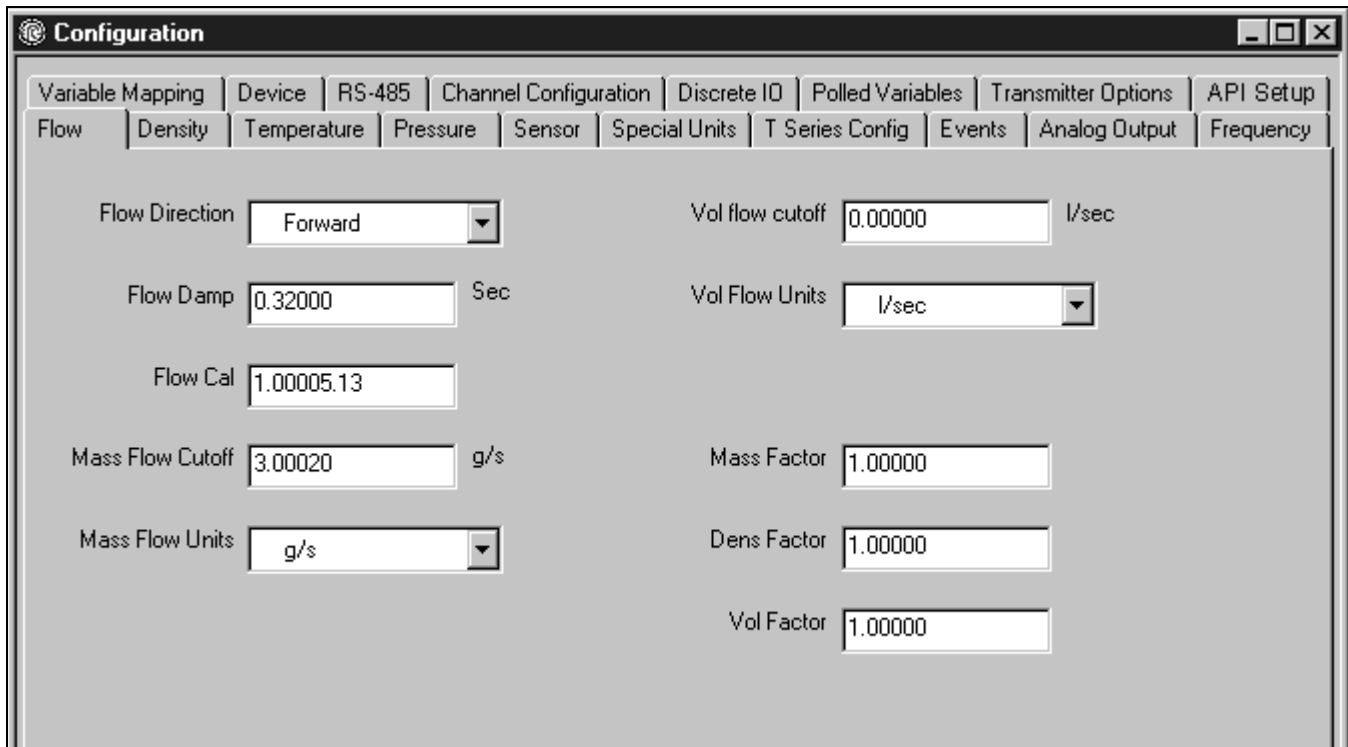 Configuration
Variable Mapping Device RS-485 Channel Configuration Discrete IO Polled Variables Transmitter Options API Setup
Flow Density Temperature Pressure Sensor Special Units T Series Config Events Analog Output Frequency
Flow Direction Forward Vol flow cutoff 0.00000 l/sec
Flow Damp 0.32000 Sec Vol Flow Units l/sec
Flow Cal 1.00005.13
Mass Flow Cutoff 3.00020 g/s Mass Factor 1.00000
Mass Flow Units g/s Dens Factor 1.00000
Vol Factor 1.00000